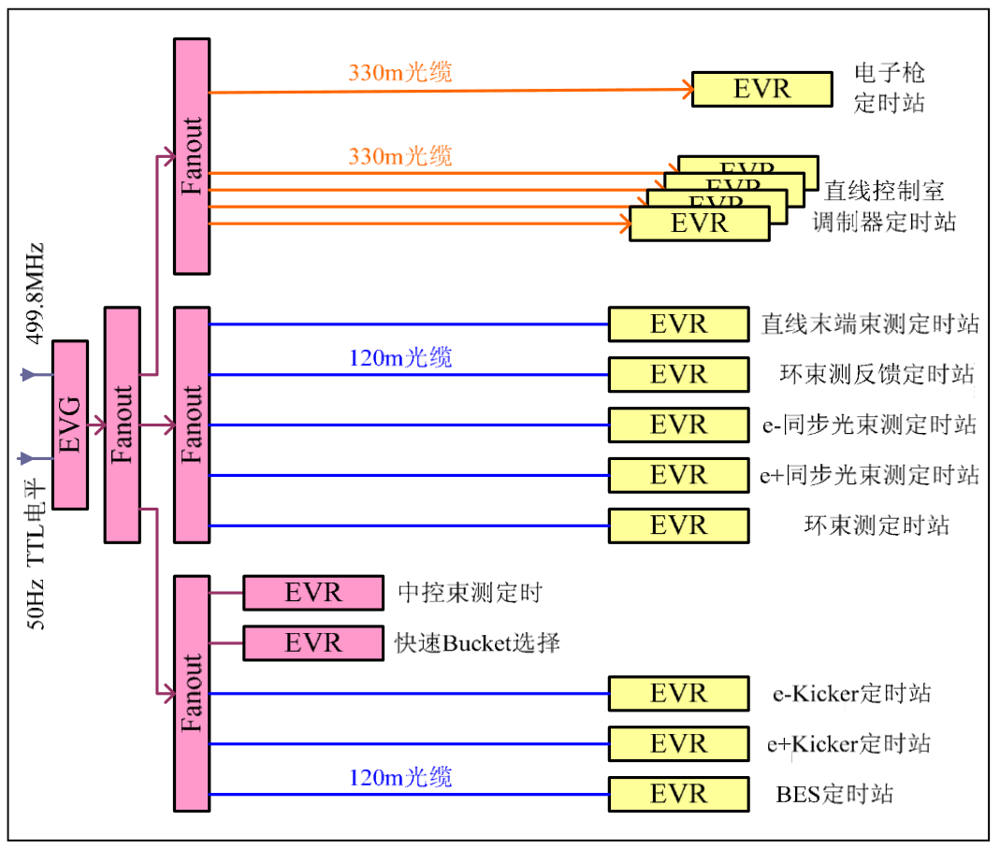 499.8MHz
50Hz TTL电平
EVG
Fanout
Fanout
330m光缆
EVR
电子枪
定时站
330m光缆
EVR
EVR
EVR
EVR
直线控制室
调制器定时站
Fanout
EVR
直线末端束测定时站
120m光缆
EVR
环束测反馈定时站
EVR
e-同步光束测定时站
EVR
e+同步光束测定时站
EVR
环束测定时站
Fanout
EVR
中控束测定时
EVR
快速Bucket选择
EVR
e-Kicker定时站
EVR
e+Kicker定时站
120m光缆
EVR
BES定时站